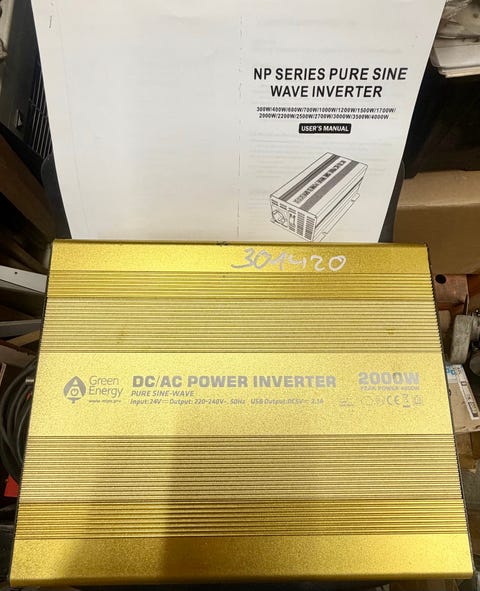 NP SERIES PURE SINE
WAVE INVERTER
300W/400W/600W/700W/1000W/1200W/1500W/1700W/
2000W/2200W/2500W/2700W/3000W/3500W/4000W
USER'S MANUAL
301420
Green
Energy
DC/AC POWER INVERTER
PURE SINE-WAVE
Input:24V⎓ Output: 220-240V~, 50Hz USB Output:DC5V⎓ 2.1A
2000W
PEAK POWER 4000W
CE